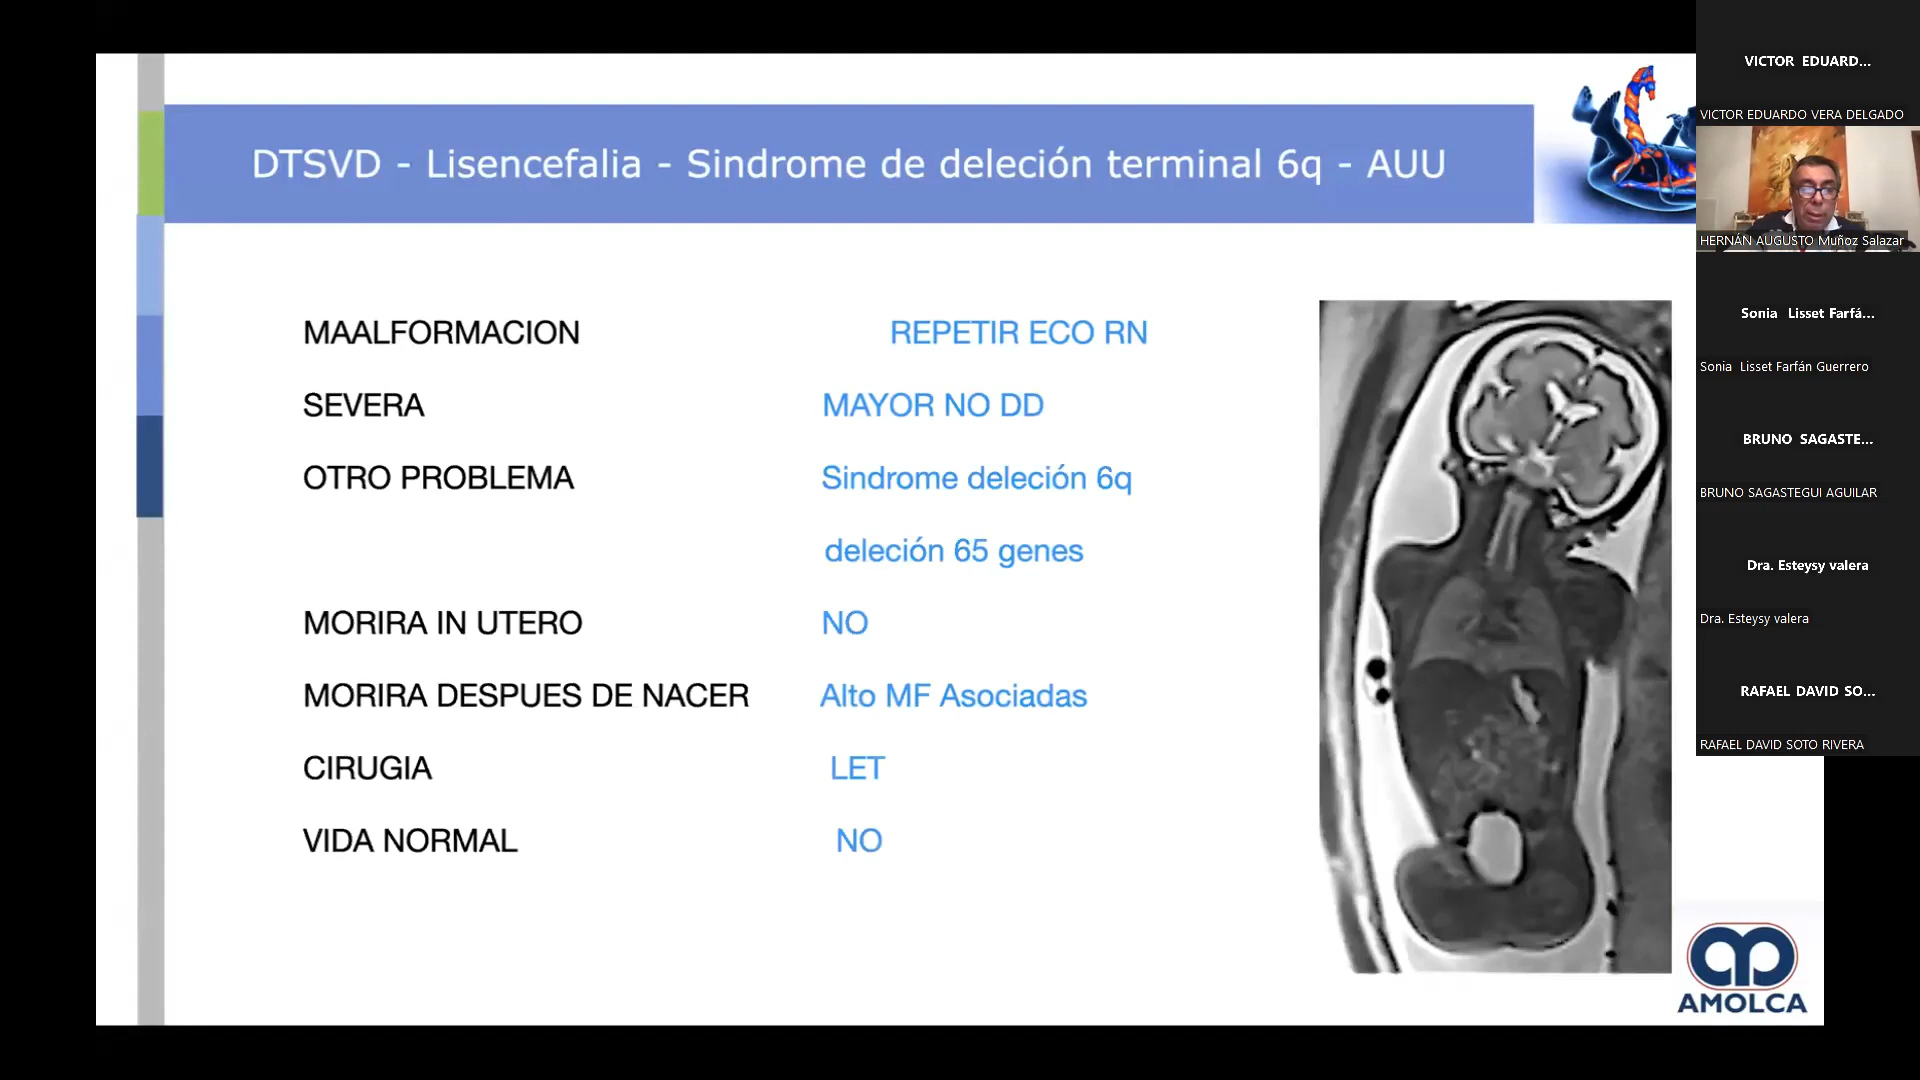 DTSVD - Lisencefalia - Sindrome de deleción terminal 6q - AUU
MAALFORMACION REPETIR ECO RN
SEVERA MAYOR NO DD
OTRO PROBLEMA Sindrome deleción 6q
deleción 65 genes
MORIRA IN UTERO NO
MORIRA DESPUES DE NACER Alto MF Asociadas
CIRUGIA LET
VIDA NORMAL NO
AMOLCA
VICTOR EDUARD...
VICTOR EDUARDO VERA DELGADO
HERNÁN AUGUSTO Muñoz Salazar
Sonia Lisset Farfá...
Sonia Lisset Farfán Guerrero
BRUNO SAGASTE...
BRUNO SAGASTEGUI AGUILAR
Dra. Esteysy valera
Dra. Esteysy valera
RAFAEL DAVID SO...
RAFAEL DAVID SOTO RIVERA